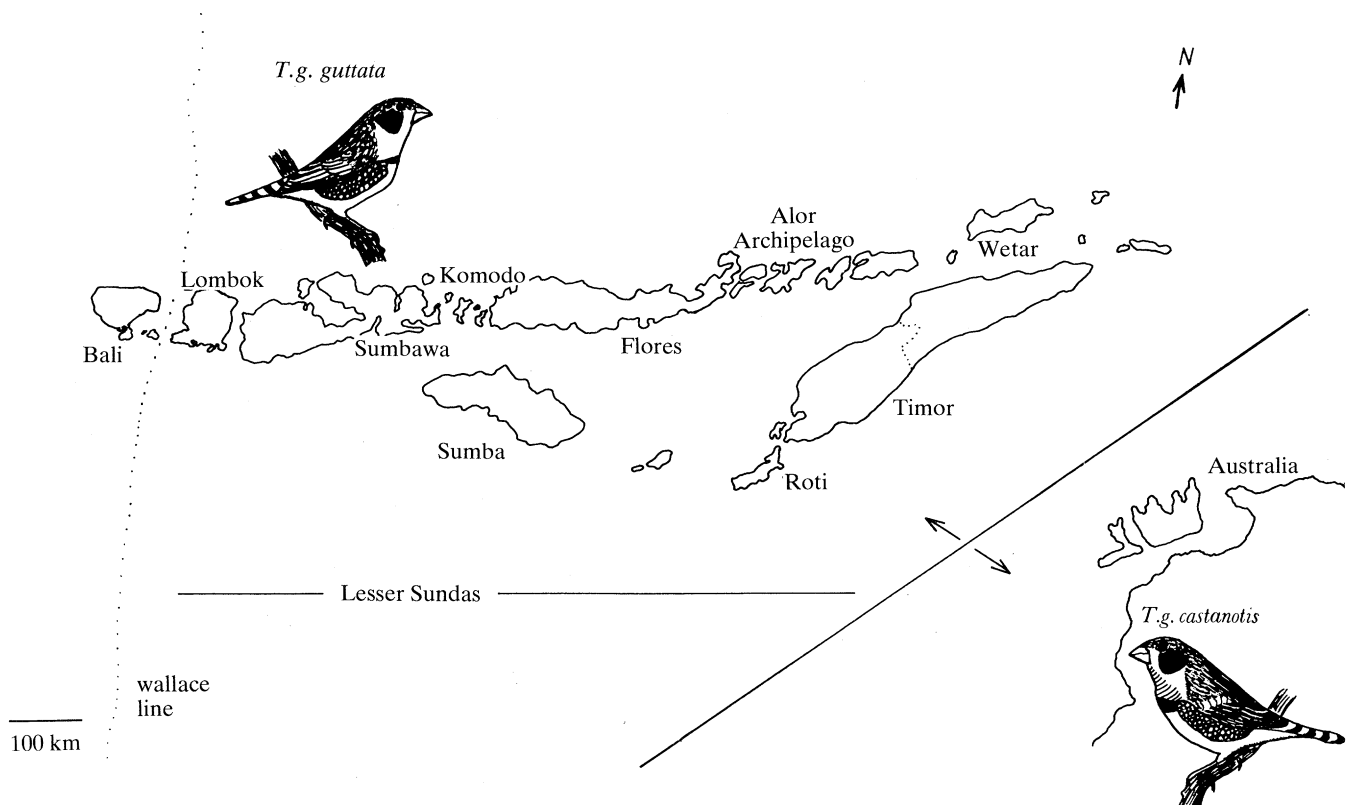 N
T.g. guttata
Alor
Archipelago
Wetar
Lombok
Komodo
Bali
Sumbawa
Flores
Timor
Sumba
Roti
Australia
Lesser Sundas
T.g. castanotis
wallace
line
100 km